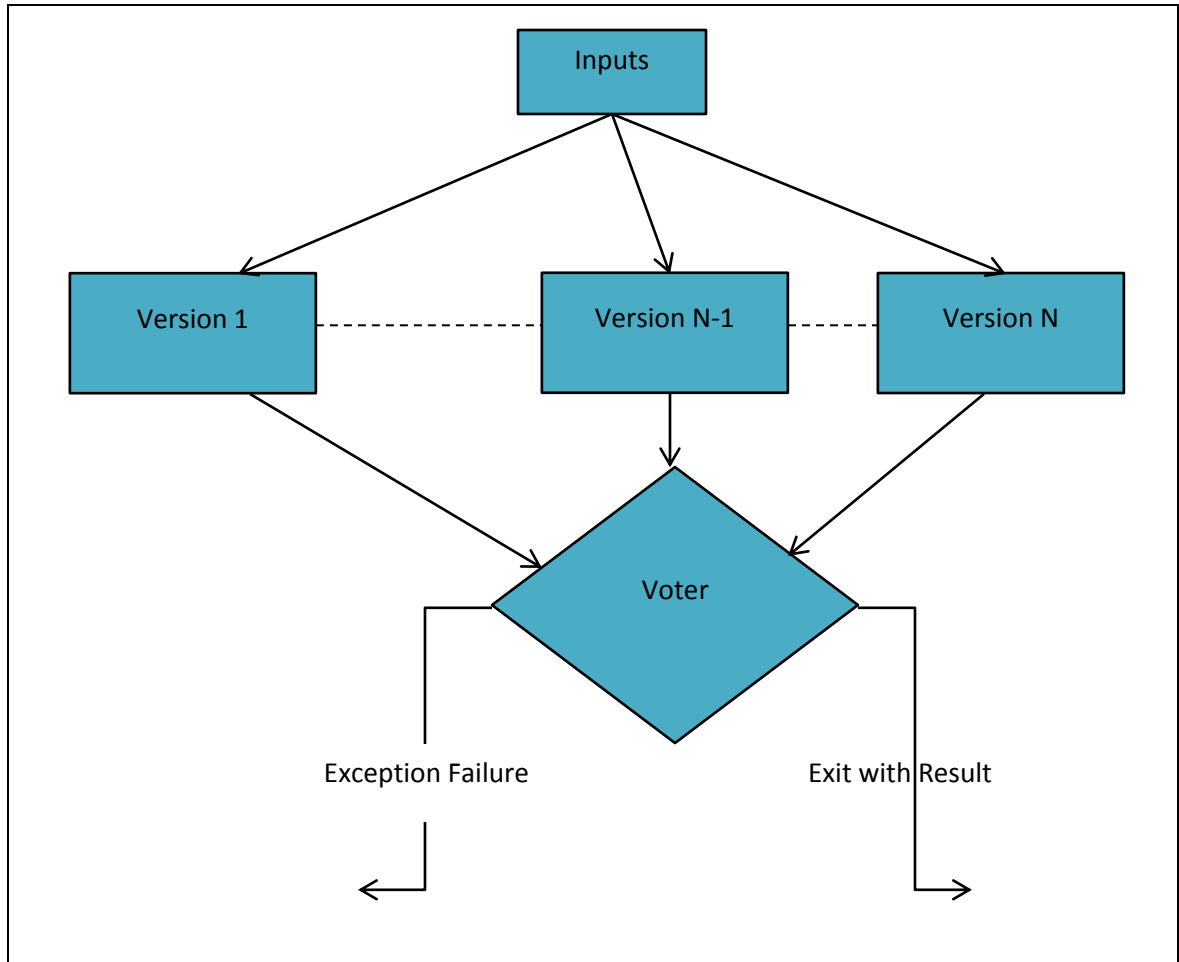 Inputs
Version 1
Version N-1
Version N
Voter
Exception Failure
Exit with Result